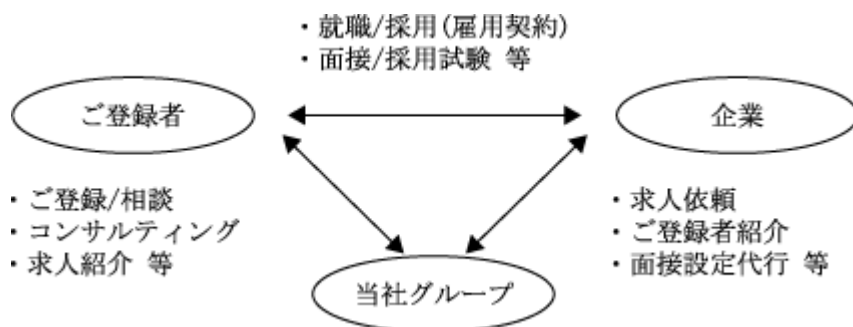 ・就職/採用(雇用契約)
・面接/採用試験 等
ご登録者
企業
・ご登録/相談
・コンサルティング
・求人紹介 等
・求人依頼
・ご登録者紹介
・面接設定代行 等
当社グループ